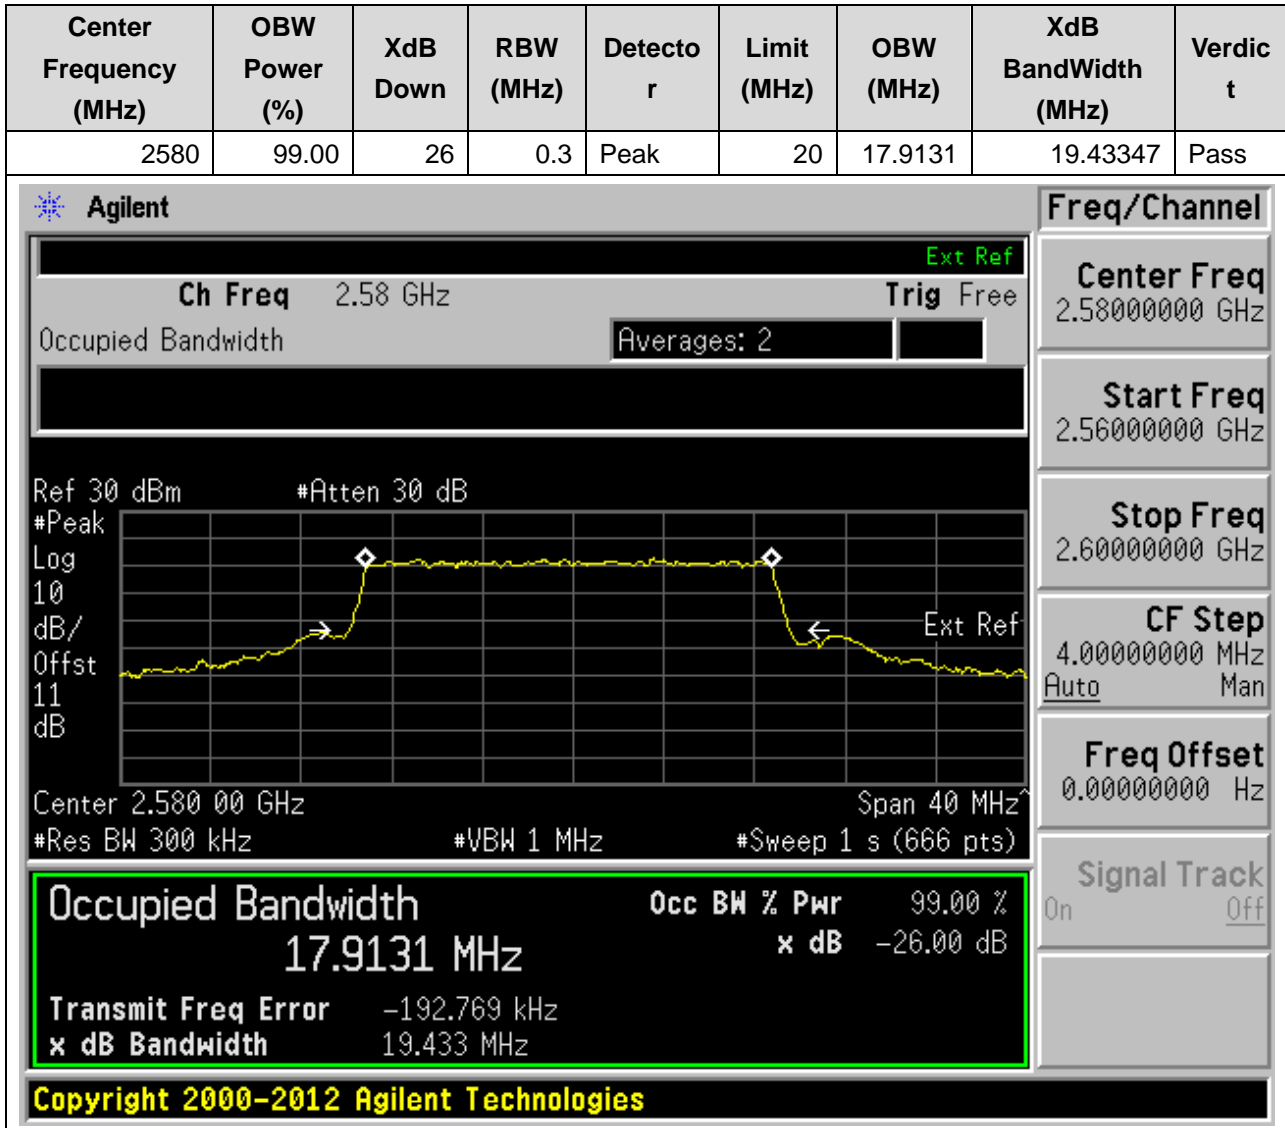 Center Frequency (MHz) OBW Power (%) XdB Down RBW (MHz) Detecto r Limit (MHz) OBW (MHz) XdB BandWidth (MHz) Verdic t
2580 99.00 26 0.3 Peak 20 17.9131 19.43347 Pass
Agilent
Freq/Channel
Ext Ref
Ch Freq 2.58 GHz Trig Free
Occupied Bandwidth Averages: 2
Center Freq
2.58000000 GHz
Start Freq
2.56000000 GHz
Stop Freq
2.60000000 GHz
CF Step
4.00000000 MHz
Auto Man
Freq Offset
0.00000000 Hz
Signal Track
On Off
Ref 30 dBm #Atten 30 dB
#Peak
Log
10
dB/
Offst
11
dB
Ext Ref
Center 2.580 00 GHz Span 40 MHz^
#Res BW 300 kHz #VBW 1 MHz #Sweep 1 s (666 pts)
Occupied Bandwidth
17.9131 MHz
Occ BW % Pwr 99.00 %
x dB -26.00 dB
Transmit Freq Error -192.769 kHz
x dB Bandwidth 19.433 MHz
Copyright 2000-2012 Agilent Technologies